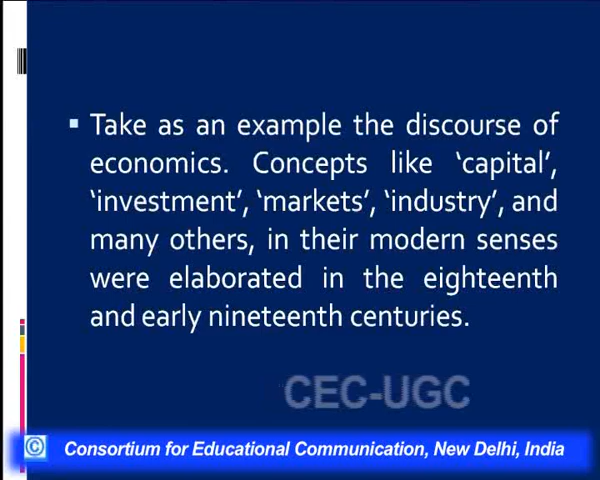 ▪ Take as an example the discourse of
economics. Concepts like ‘capital’,
‘investment’, ‘markets’, ‘industry’, and
many others, in their modern senses
were elaborated in the eighteenth
and early nineteenth centuries.
CEC-UGC
© Consortium for Educational Communication, New Delhi, India